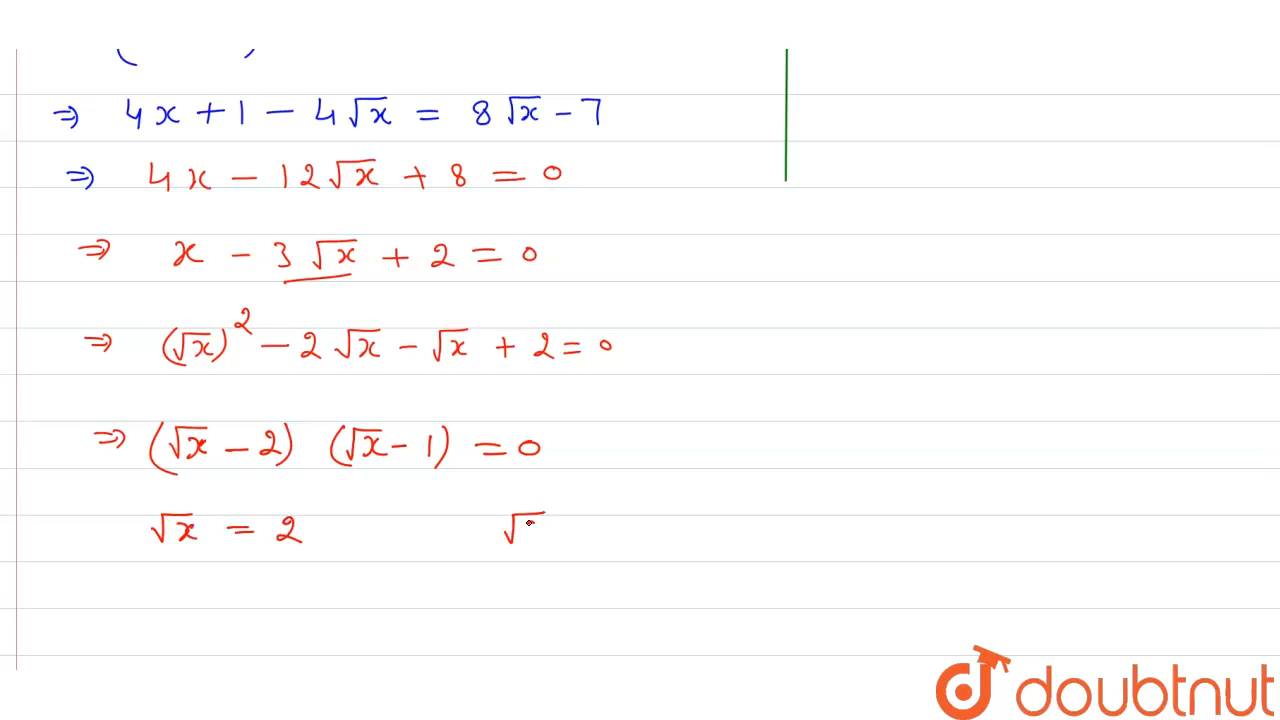 ⇒ 4x + 1 - 4√x = 8√x - 7
⇒ 4x - 12√x + 8 = 0
⇒ x - 3√x + 2 = 0
⇒ (√x)² - 2√x - √x + 2 = 0
⇒ (√x - 2) (√x - 1) = 0
√x = 2 √
doubtnut